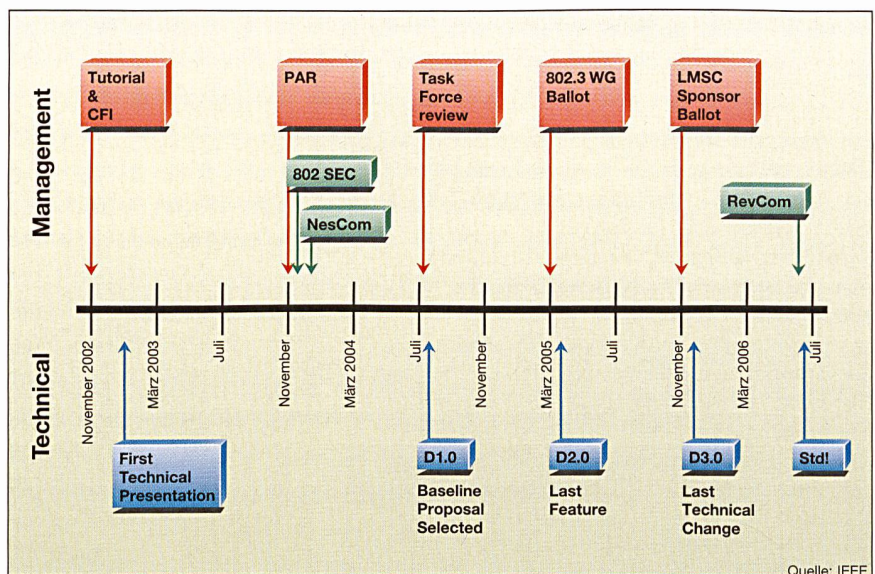 Management
Tutorial
&
CFI
PAR
Task
Force
review
802.3 WG
Ballot
LMSC
Sponsor
Ballot
802 SEC
NesCom
RevCom
November 2002
März 2003
Juli
November
März 2004
Juli
November
März 2005
Juli
November
März 2006
Juli
Technical
First
Technical
Presentation
D1.0
Baseline
Proposal
Selected
D2.0
Last
Feature
D3.0
Last
Technical
Change
Std!
Quelle: IEEE